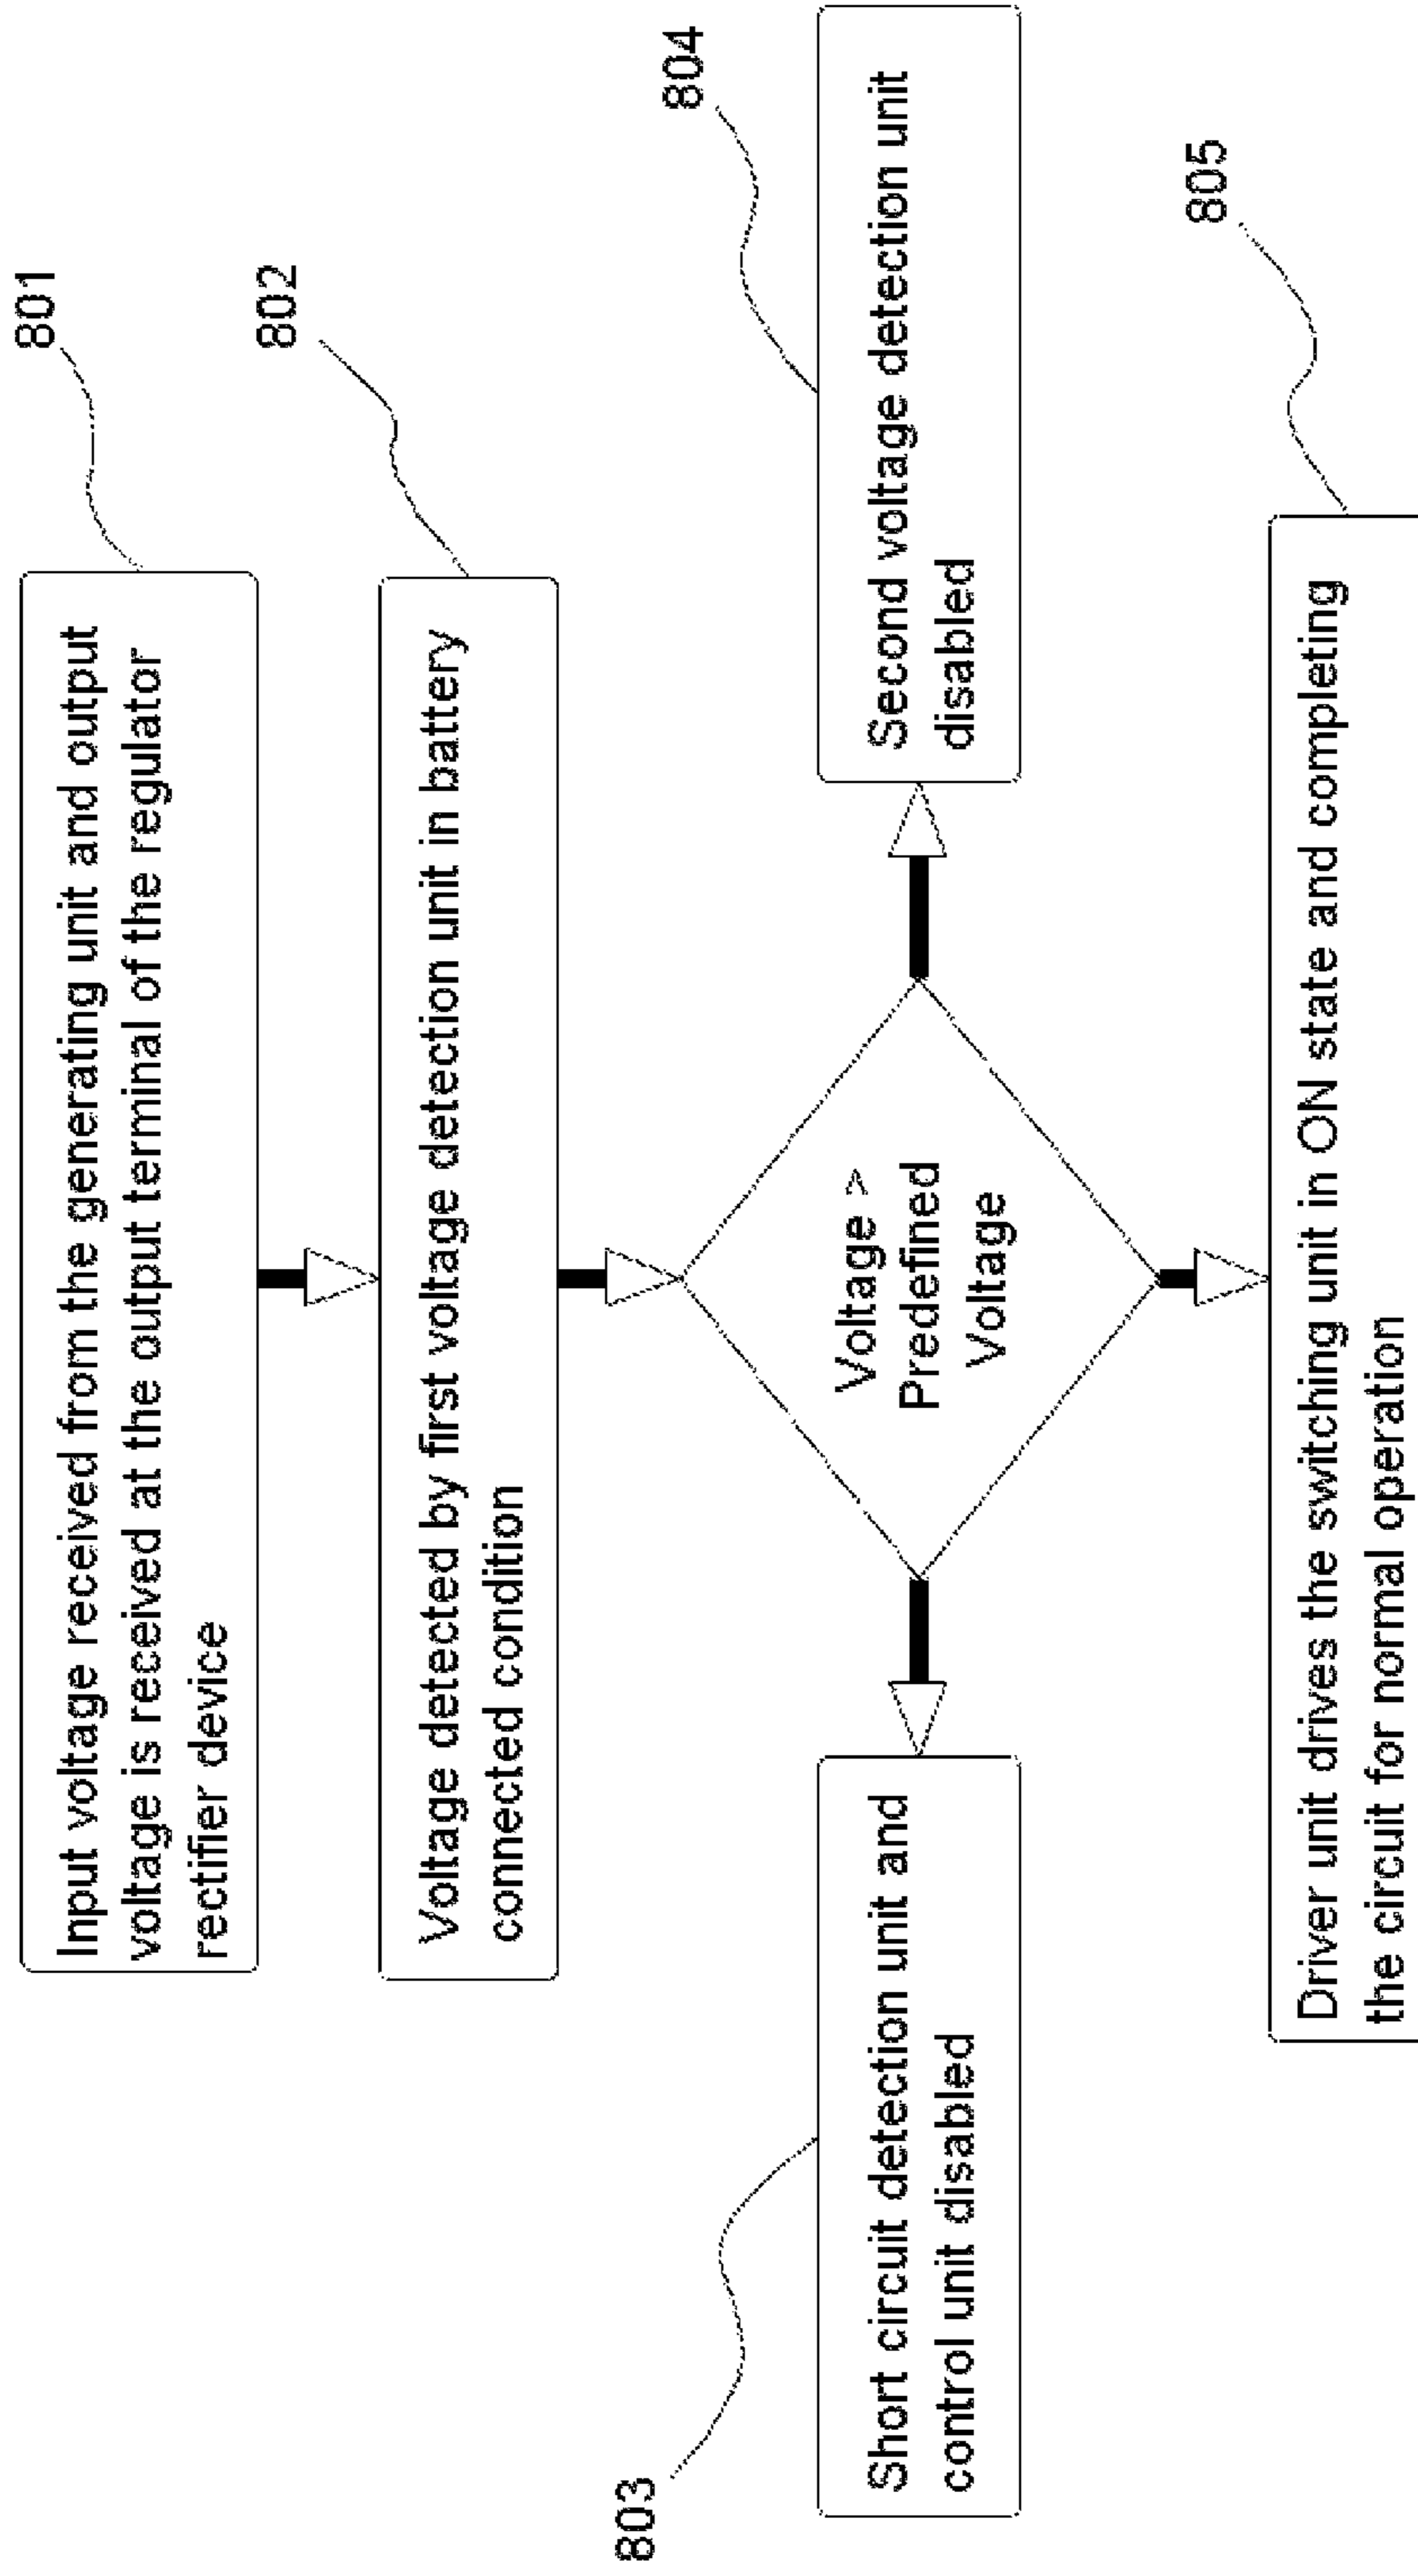 801
Input voltage received from the generating unit and output
voltage is received at the output terminal of the regulator
rectifier device
802
Voltage detected by first voltage detection unit in battery
connected condition
Voltage >
Predefined
Voltage
803
Short circuit detection unit and
control unit disabled
804
Second voltage detection unit
disabled
805
Driver unit drives the switching unit in ON state and completing
the circuit for normal operation